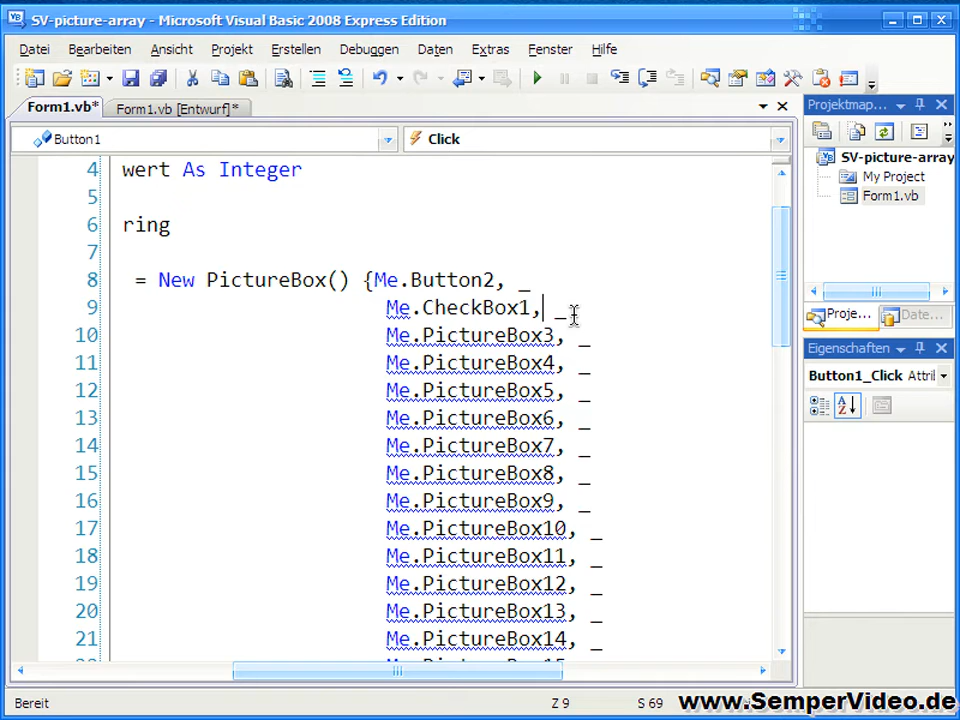 SV-picture-array - Microsoft Visual Basic 2008 Express Edition
Datei Bearbeiten Ansicht Projekt Erstellen Debuggen Daten Extras Fenster Hilfe
Form1.vb* Form1.vb [Entwurf]*
Button1 Click
4 wert As Integer
5
6 ring
7
8 = New PictureBox() {Me.Button2, _
9 Me.CheckBox1, _
10 Me.PictureBox3, _
11 Me.PictureBox4, _
12 Me.PictureBox5, _
13 Me.PictureBox6, _
14 Me.PictureBox7, _
15 Me.PictureBox8, _
16 Me.PictureBox9, _
17 Me.PictureBox10, _
18 Me.PictureBox11, _
19 Me.PictureBox12, _
20 Me.PictureBox13, _
21 Me.PictureBox14, _
Projektmap...
SV-picture-array
My Project
Form1.vb
Proje... Date...
Eigenschaften
Button1_Click Attril
Bereit Z 9 S 69
www.SemperVideo.de